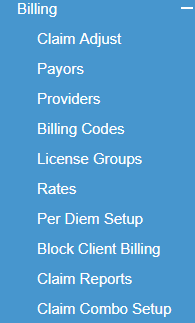 Billing
Claim Adjust
Payors
Providers
Billing Codes
License Groups
Rates
Per Diem Setup
Block Client Billing
Claim Reports
Claim Combo Setup